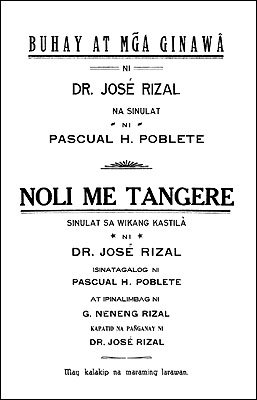 BUHAY AT MG̃A GINAWÂ
NI
DR. JOSÉ RIZAL
NA SINULAT
NI
PASCUAL H. POBLETE
NOLI ME TANGERE
SINULAT SA WIKANG KASTILÀ
NI
DR. JOSÉ RIZAL
ISINATAGALOG NI
PASCUAL H. POBLETE
AT IPINALIMBAG NI
G. NENENG RIZAL
KAPATID NA PAÑGANAY NI
DR. JOSÉ RIZAL
May kalakip na maraming larawan.